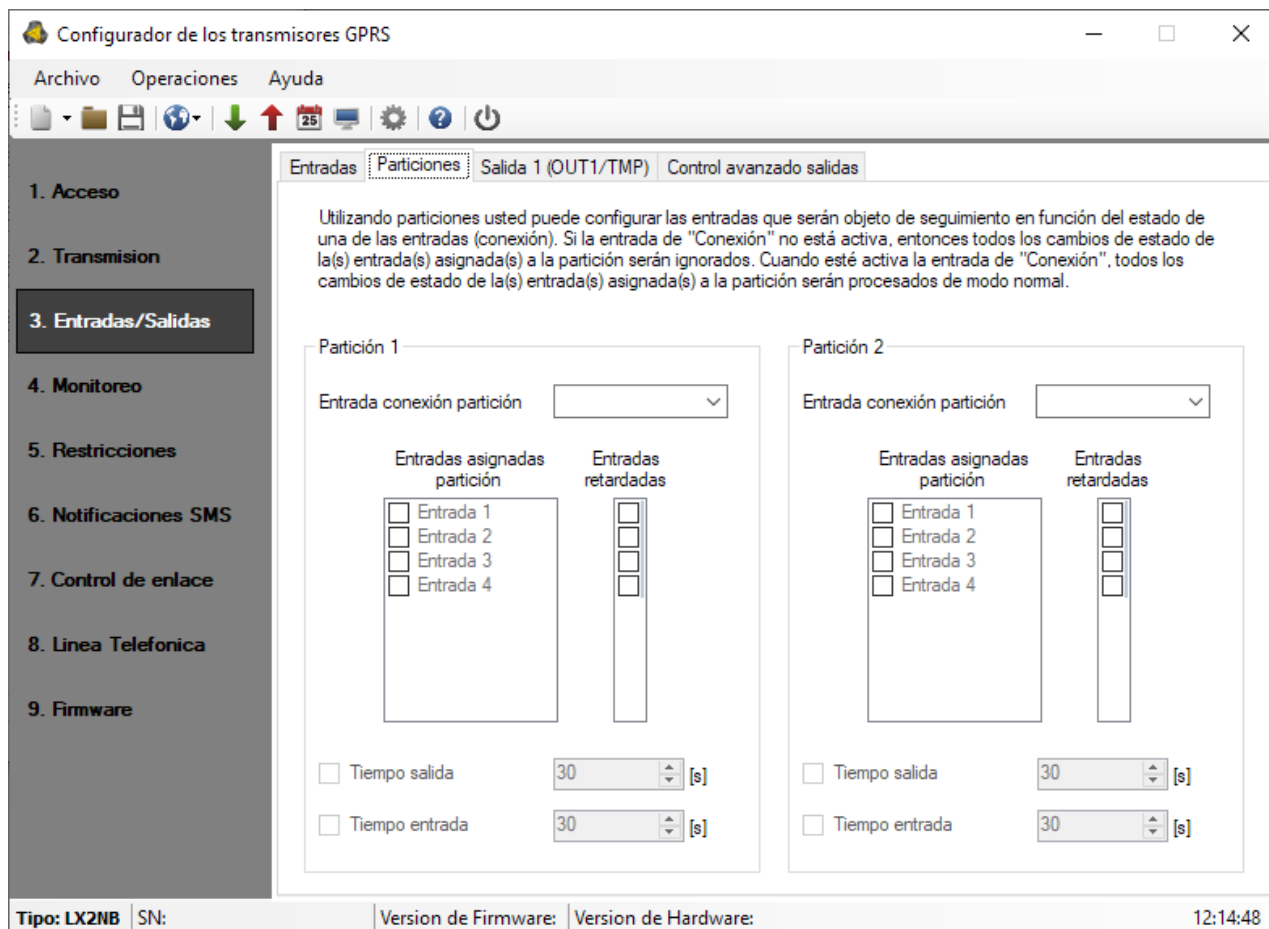 Configurador de los transmisores GPRS
Archivo Operaciones Ayuda
25
1. Acceso
2. Transmision
3. Entradas/Salidas
4. Monitoreo
5. Restricciones
6. Notificaciones SMS
7. Control de enlace
8. Linea Telefonica
9. Firmware
Entradas Particiones Salida 1 (OUT1/TMP) Control avanzado salidas
Utilizando particiones usted puede configurar las entradas que serán objeto de seguimiento en función del estado de
una de las entradas (conexión). Si la entrada de "Conexión" no está activa, entonces todos los cambios de estado de
la(s) entrada(s) asignada(s) a la partición serán ignorados. Cuando esté activa la entrada de "Conexión", todos los
cambios de estado de la(s) entrada(s) asignada(s) a la partición serán procesados de modo normal.
Partición 1
Entrada conexión partición
Entradas asignadas partición
Entradas retardadas
Entrada 1
Entrada 2
Entrada 3
Entrada 4
Tiempo salida 30 [s]
Tiempo entrada 30 [s]
Partición 2
Entrada conexión partición
Entradas asignadas partición
Entradas retardadas
Entrada 1
Entrada 2
Entrada 3
Entrada 4
Tiempo salida 30 [s]
Tiempo entrada 30 [s]
Tipo: LX2NB SN: Version de Firmware: Version de Hardware: 12:14:48